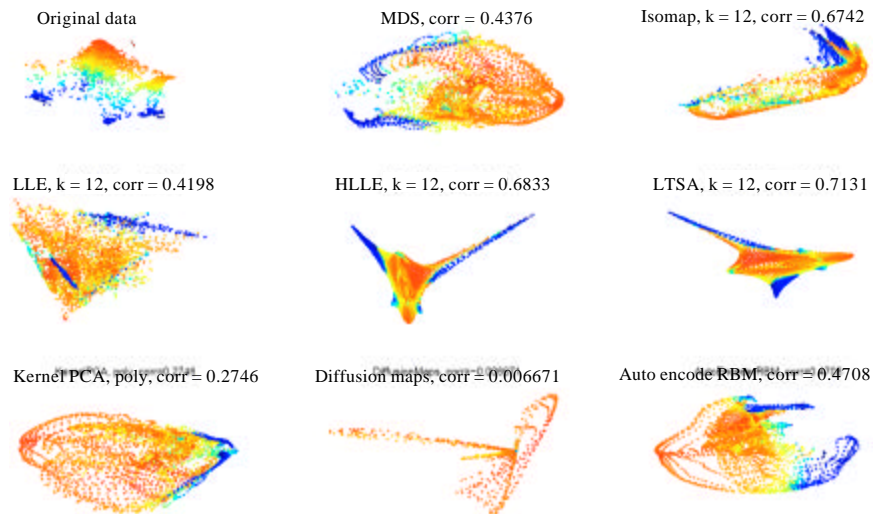 Original data
MDS, corr = 0.4376
Isomap, k = 12, corr = 0.6742
LLE, k = 12, corr = 0.4198
HLLE, k = 12, corr = 0.6833
LTSA, k = 12, corr = 0.7131
Kernel PCA, poly, corr = 0.2746
Diffusion maps, corr = 0.006671
Auto encode RBM, corr = 0.4708